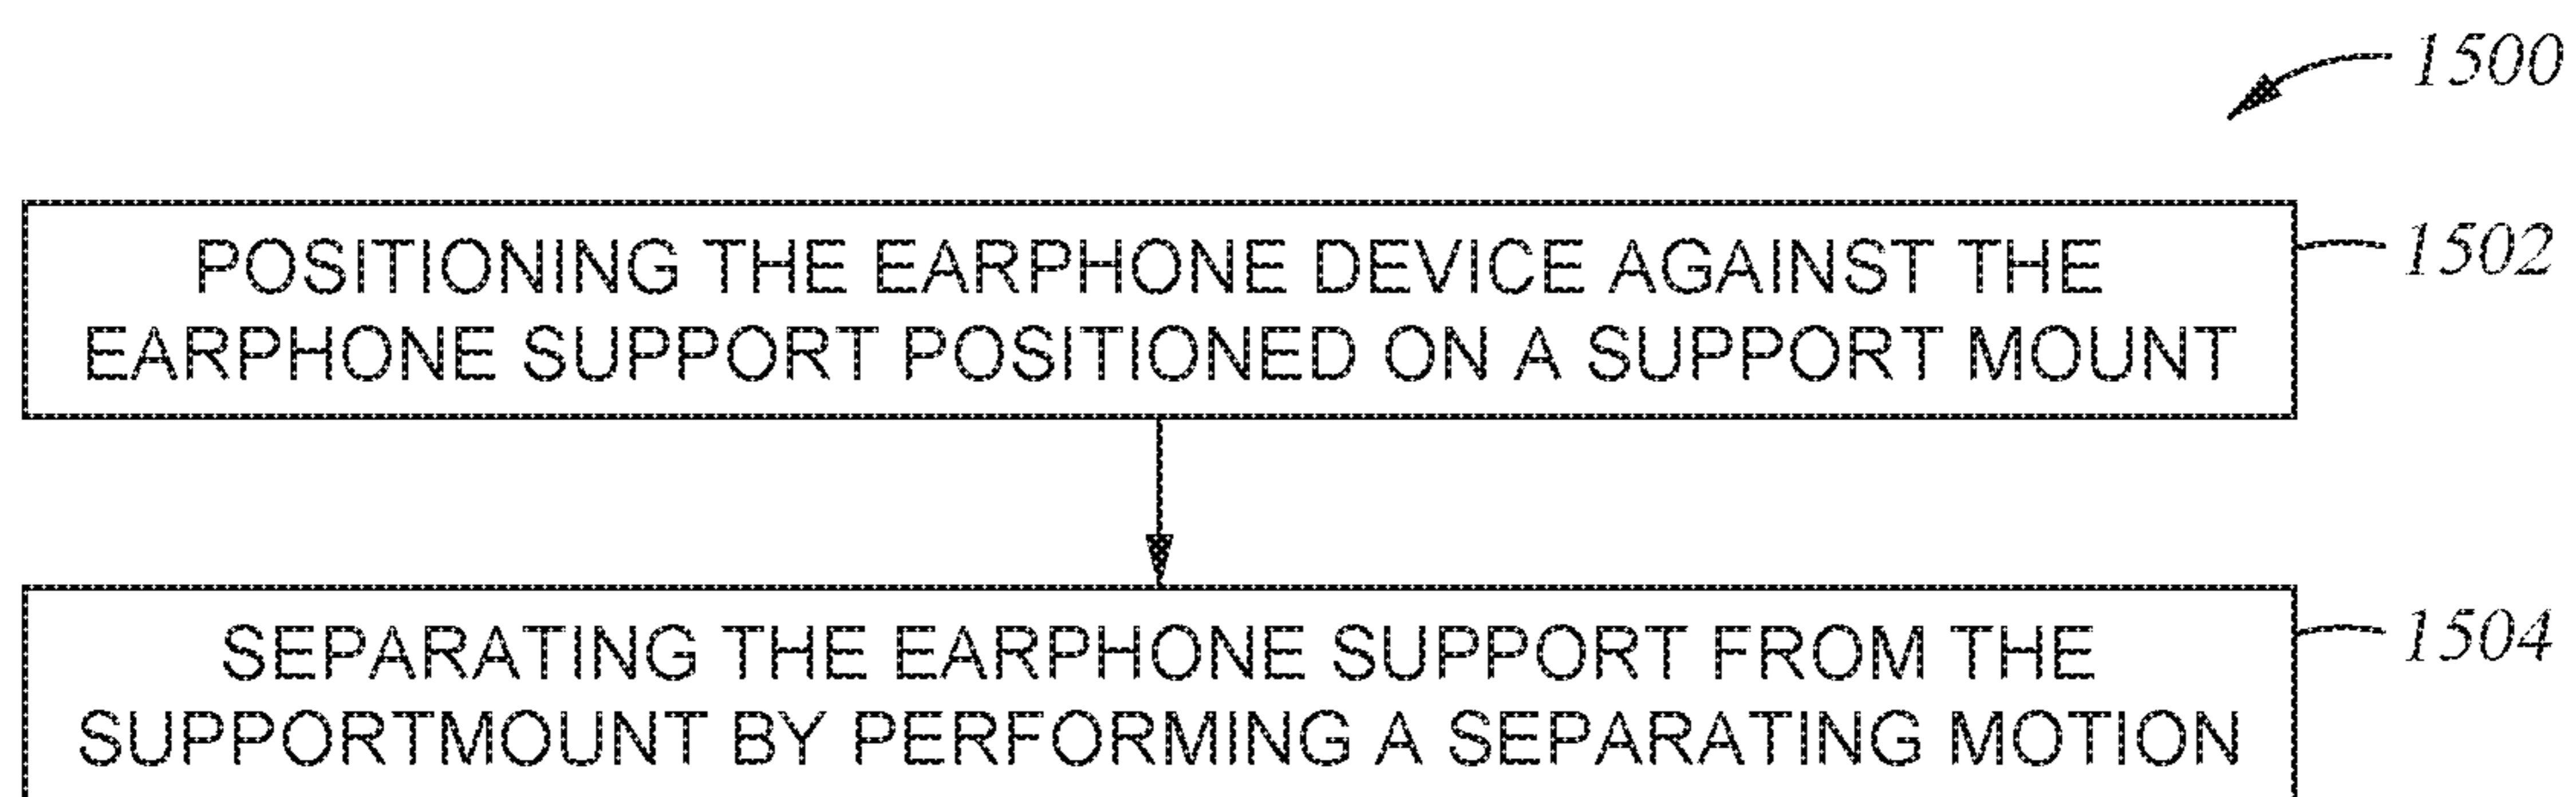 1500
POSITIONING THE EARPHONE DEVICE AGAINST THE
1502
EARPHONE SUPPORT POSITIONED ON A SUPPORT MOUNT
SEPARATING THE EARPHONE SUPPORT FROM THE
1504
SUPPORTMOUNT BY PERFORMING A SEPARATING MOTION